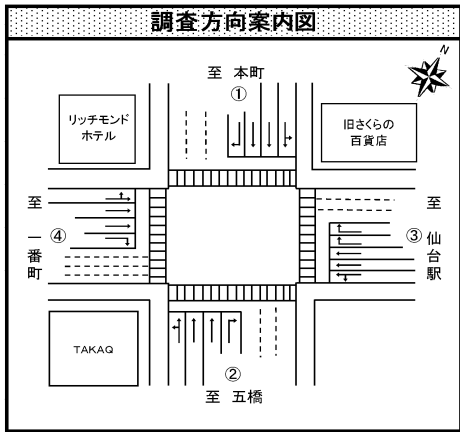 調査方向案内図
N
至 本町
①
リッチモンド
ホテル
旧さくらの
百貨店
至 一番町
④
③
至 仙台駅
TAKAQ
②
至 五橋